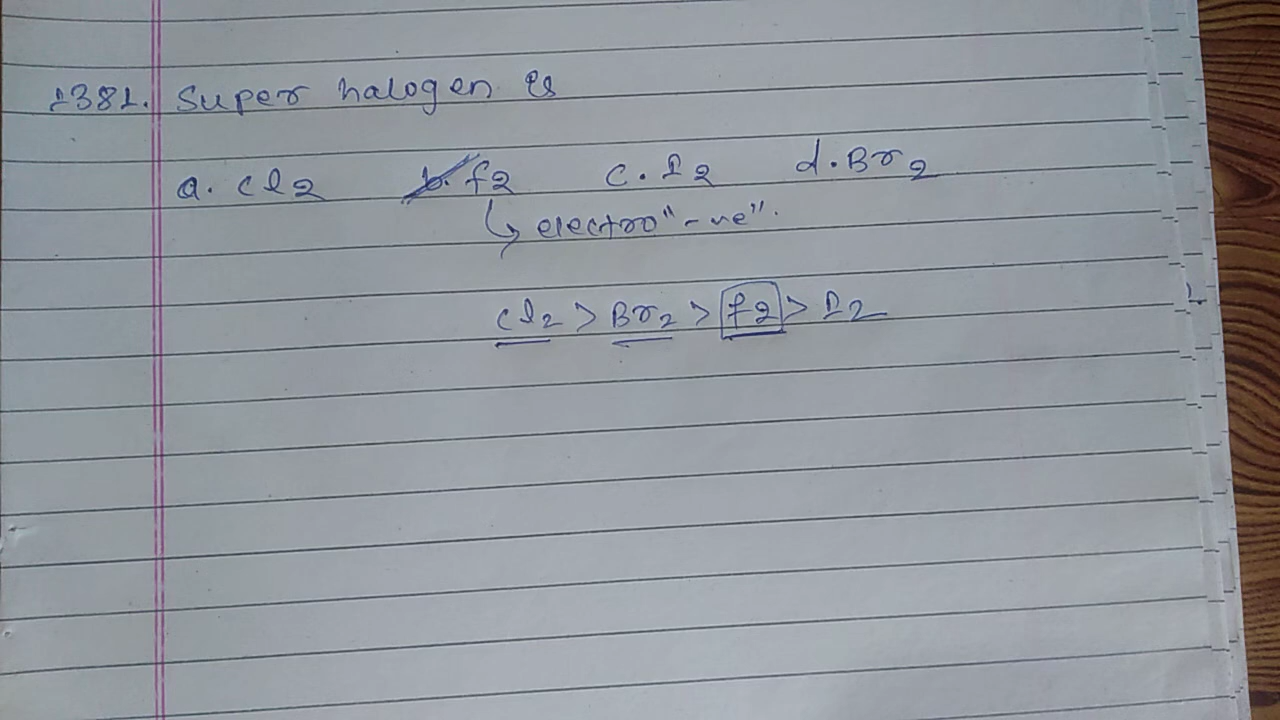 1381. Super halogen is
a. Cl2 b. f2 c. I2 d. Br2
↳ electro "-ve".
Cl2 > Br2 > f2 > I2